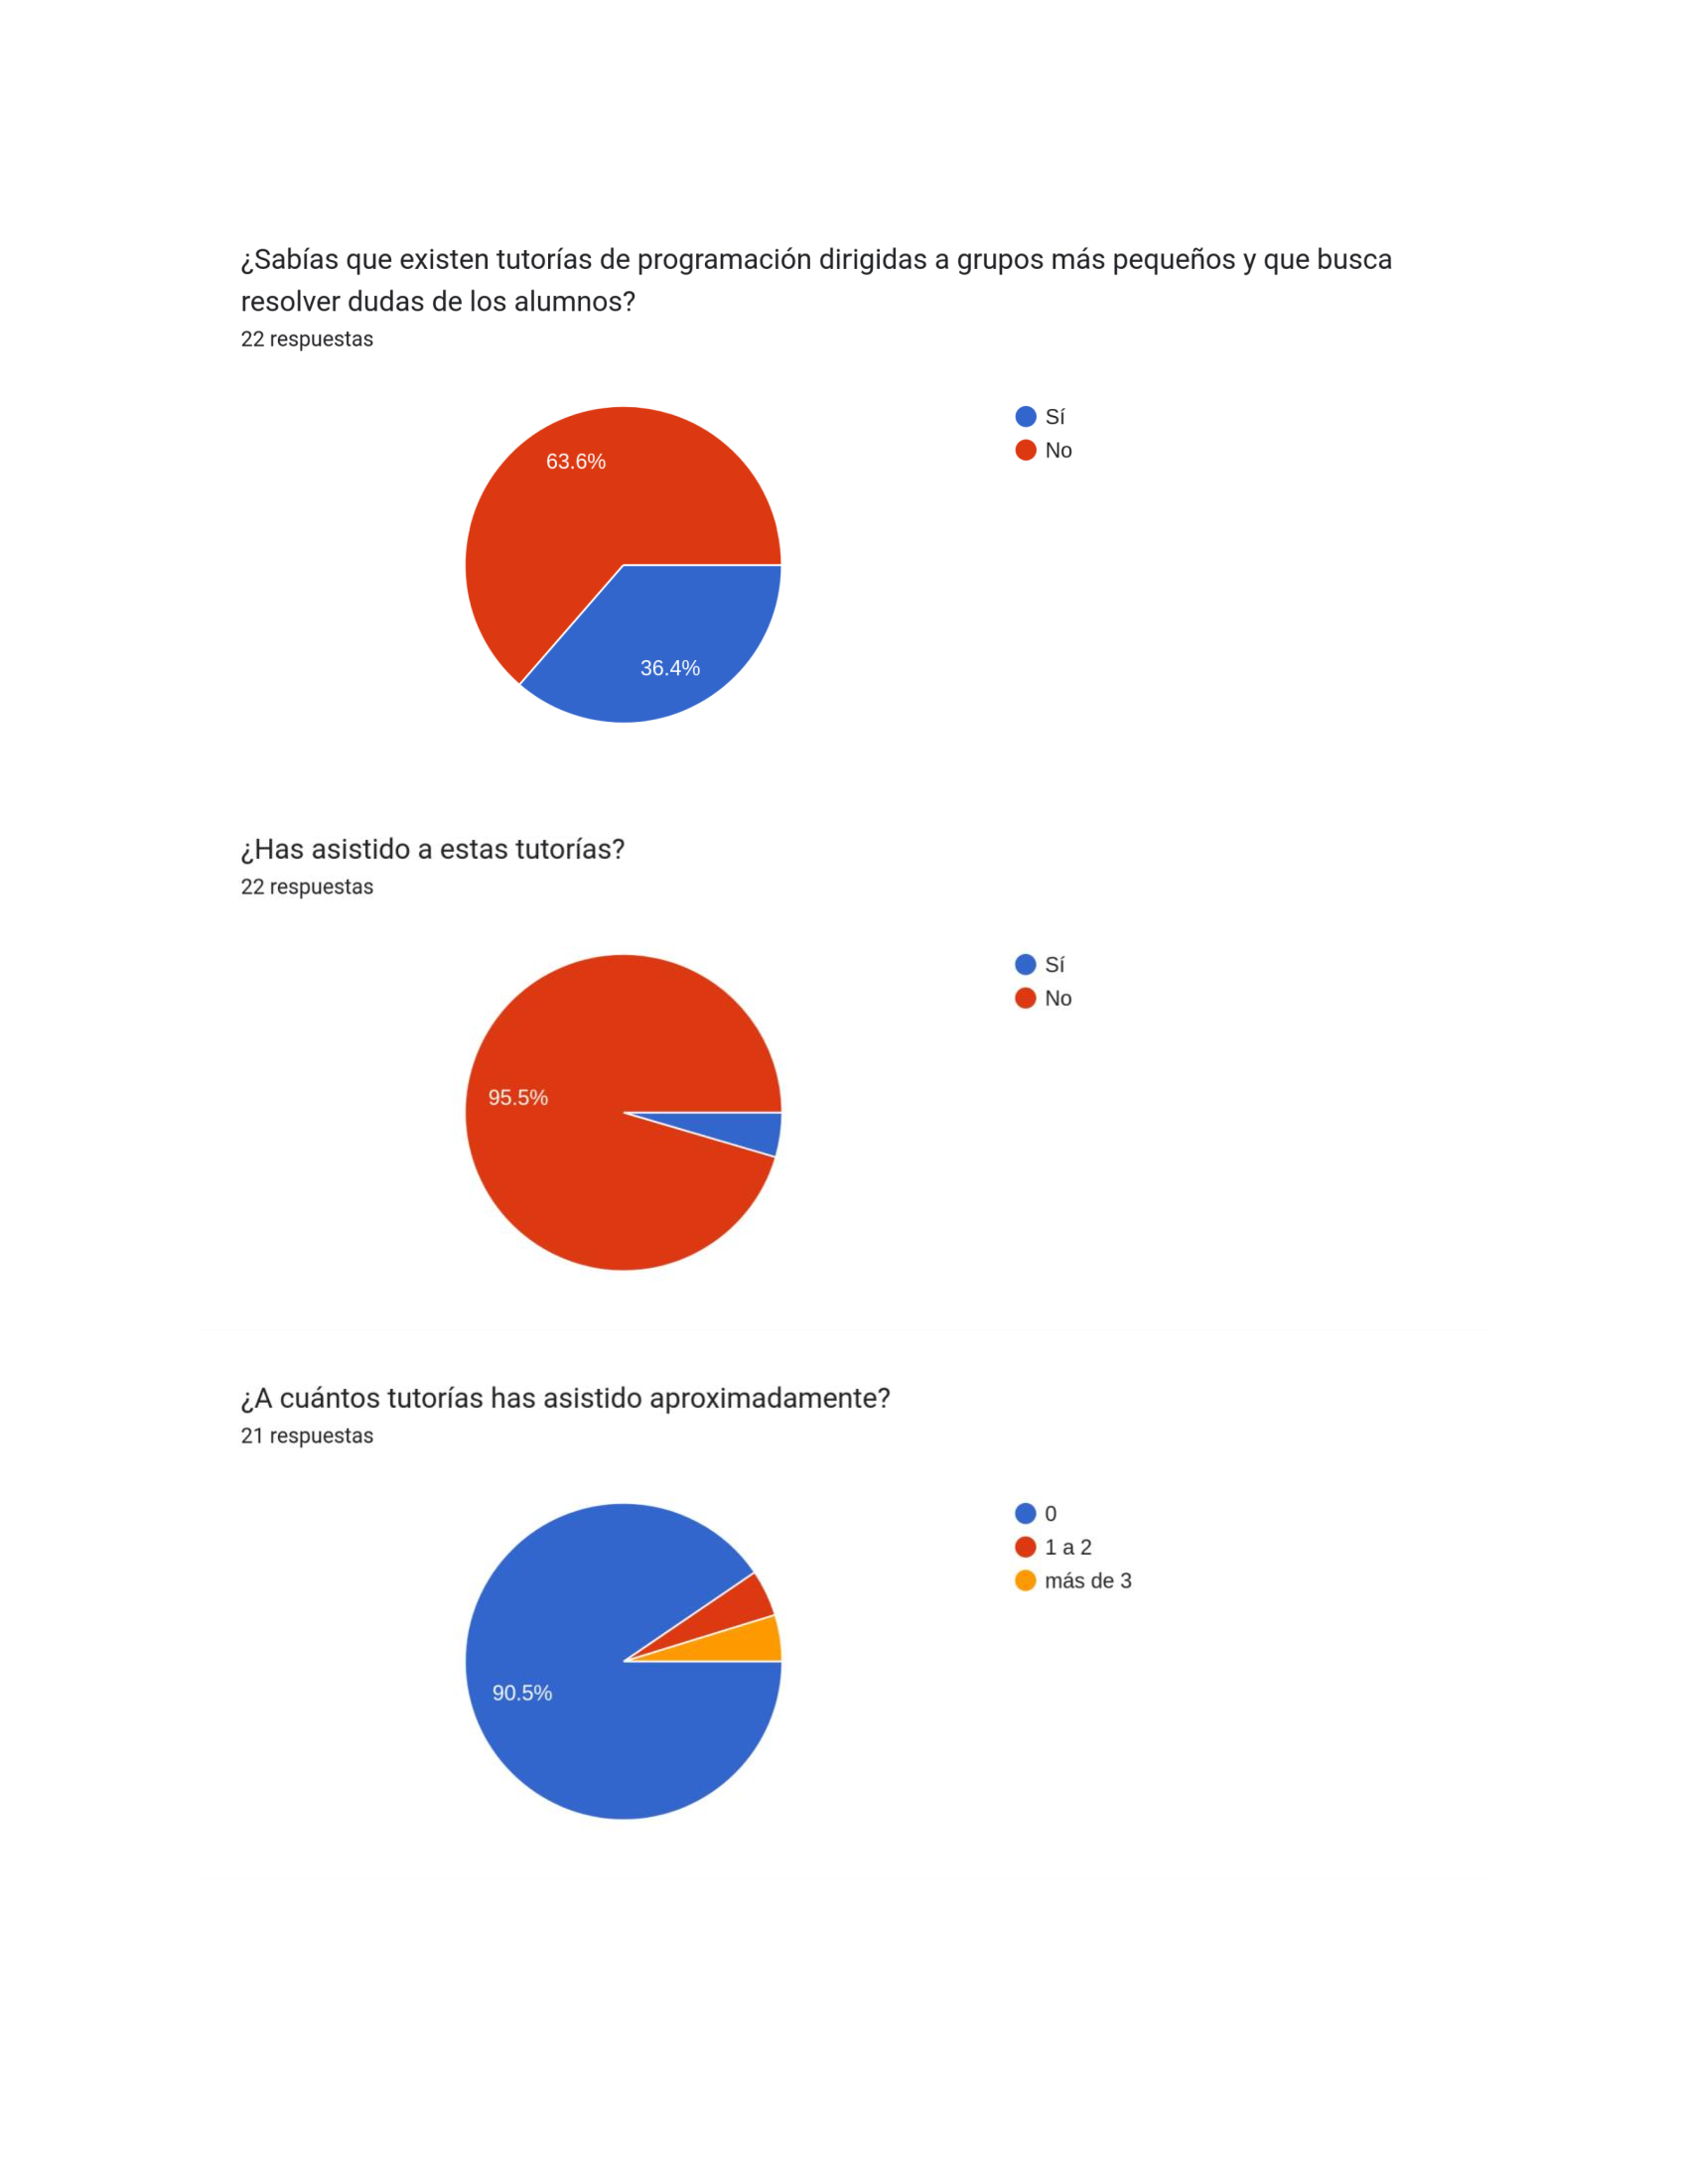 ¿Sabías que existen tutorías de programación dirigidas a grupos más pequeños y que busca
resolver dudas de los alumnos?
22 respuestas
Sí
No
63.6%
36.4%
¿Has asistido a estas tutorías?
22 respuestas
Sí
No
95.5%
¿A cuántos tutorías has asistido aproximadamente?
21 respuestas
0
1 a 2
más de 3
90.5%